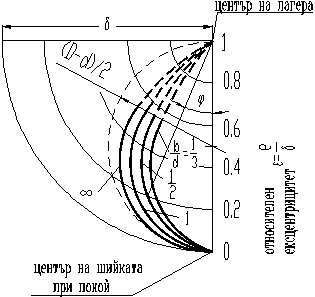 център на лагера
δ
(D-d)/2
1
0.8
φ
0.6
b/d=1/3
0.4
1/2
∞
1
0.2
0
относителен
ексцентрицитет
ε=e/δ
център на шийката
при покой